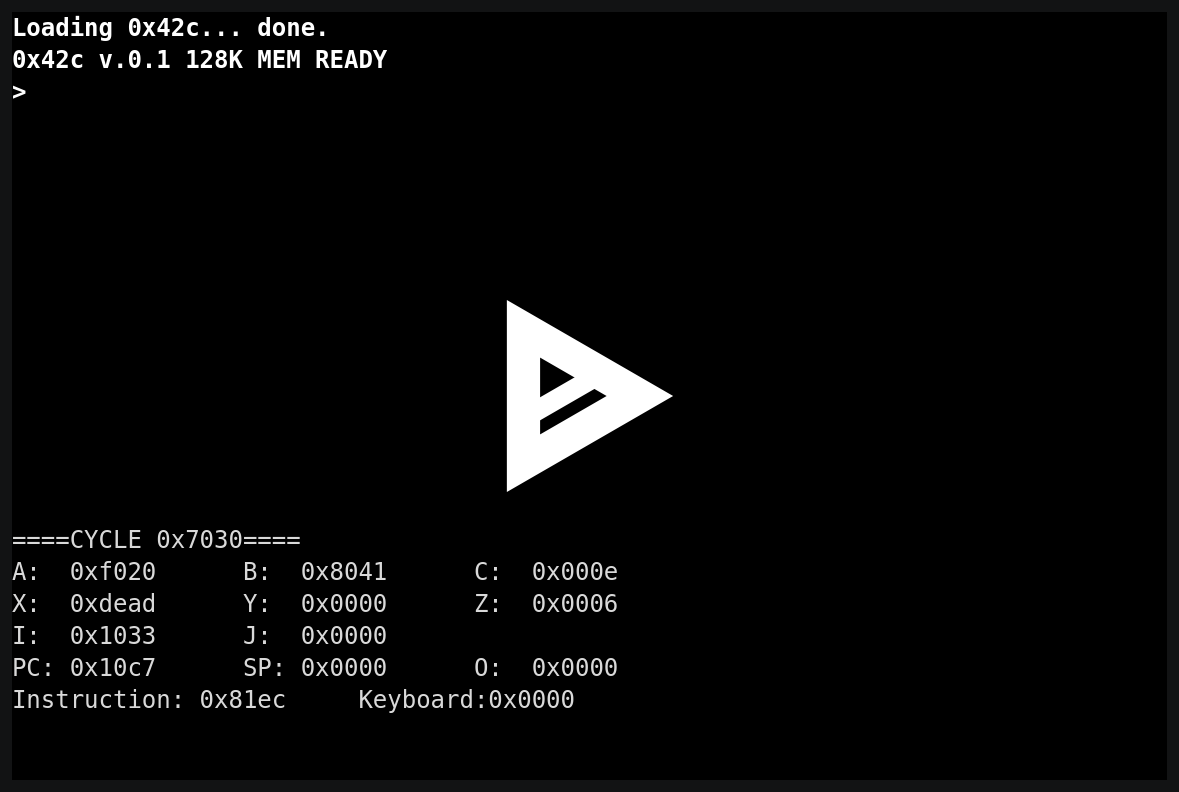 Loading 0x42c... done.
0x42c v.0.1 128K MEM READY
>
====CYCLE 0x7030====
A:  0xf020      B:  0x8041      C:  0x000e
X:  0xdead      Y:  0x0000      Z:  0x0006
I:  0x1033      J:  0x0000
PC: 0x10c7      SP: 0x0000      O:  0x0000
Instruction: 0x81ec     Keyboard:0x0000